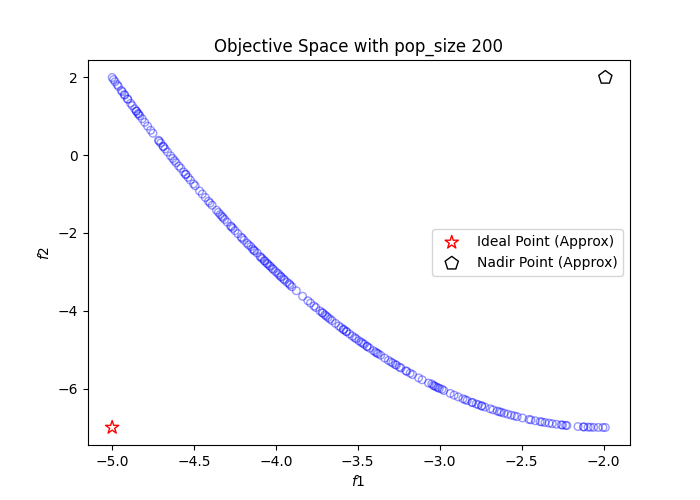 Objective Space with pop_size 200
2
0
−2
−4
−6
f2
Ideal Point (Approx)
Nadir Point (Approx)
−5.0 −4.5 −4.0 −3.5 −3.0 −2.5 −2.0
f1